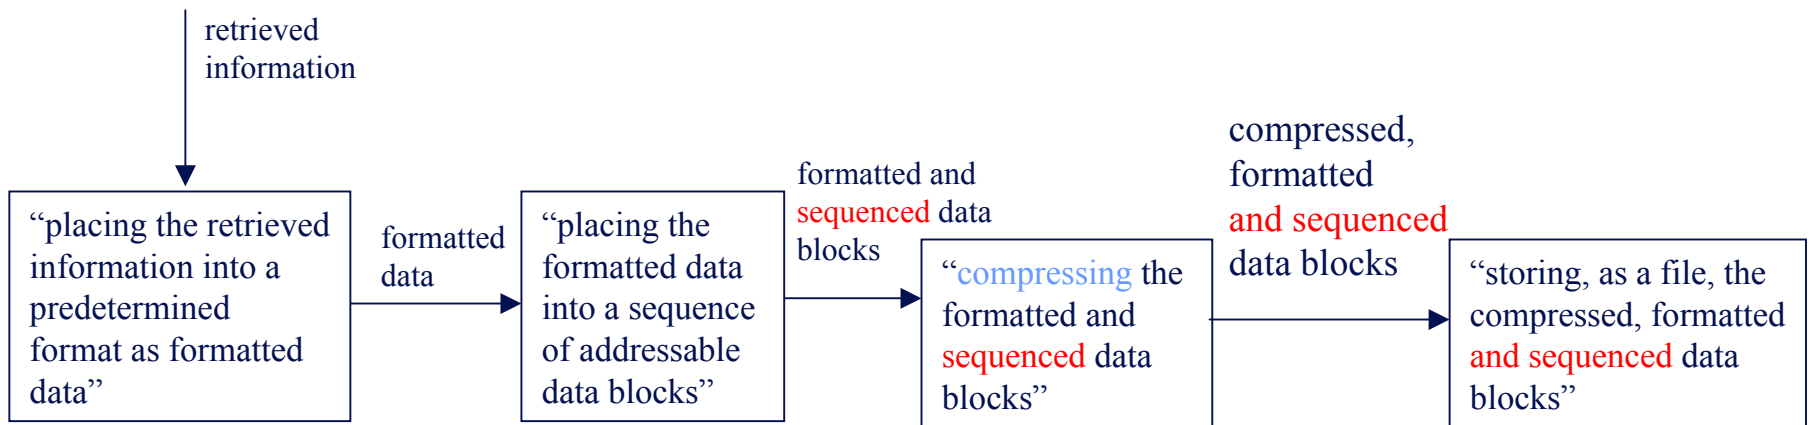 retrieved
information
“placing the retrieved
information into a
predetermined
format as formatted
data”
formatted
data
“placing the
formatted data
into a sequence
of addressable
data blocks”
formatted and
sequenced data
blocks
“compressing the
formatted and
sequenced data
blocks”
compressed,
formatted
and sequenced
data blocks
“storing, as a file, the
compressed, formatted
and sequenced data
blocks”